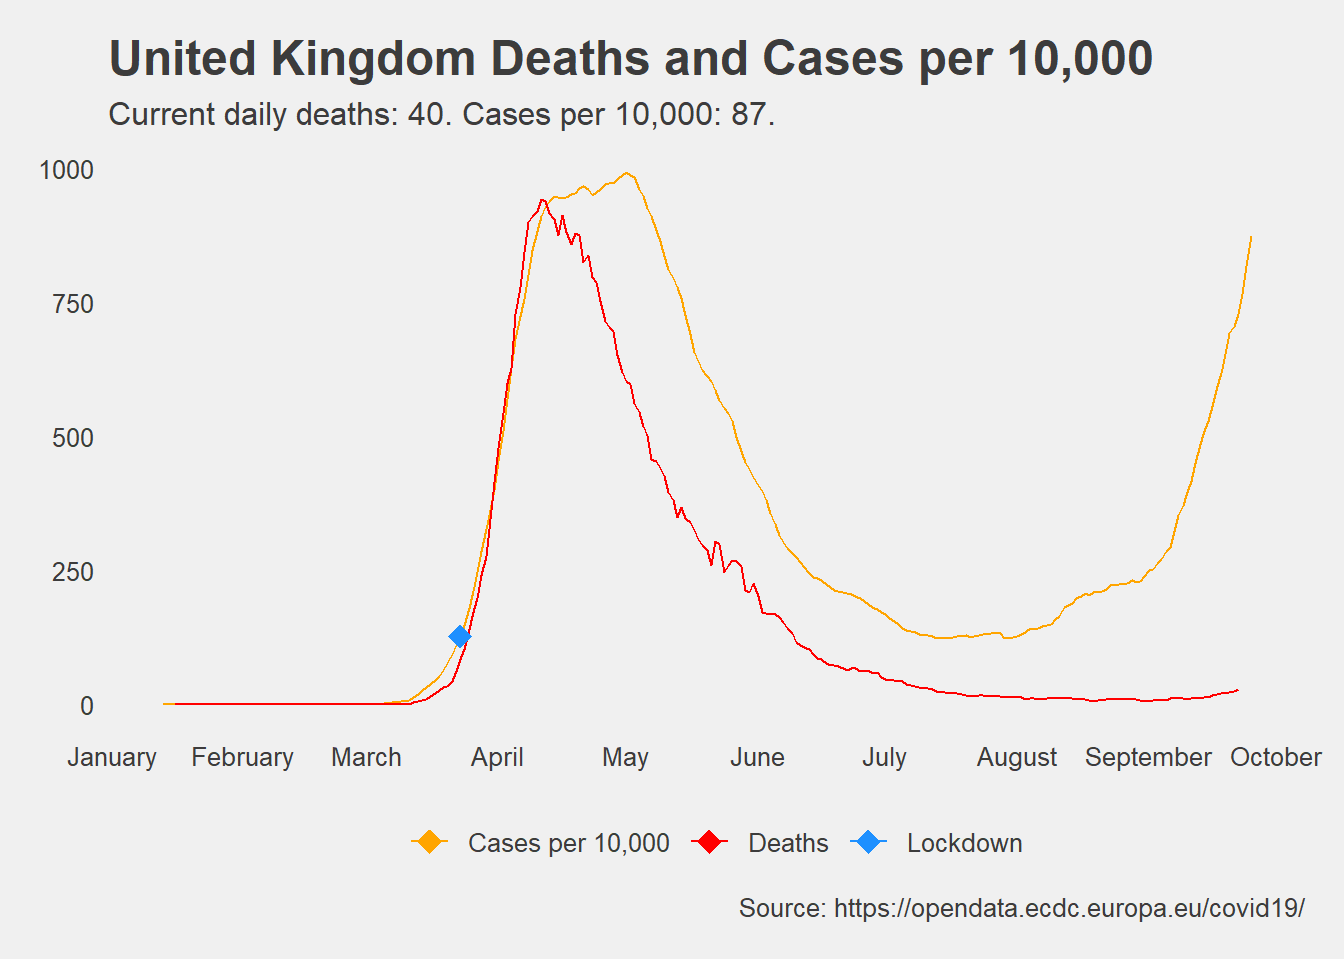 United Kingdom Deaths and Cases per 10,000
Current daily deaths: 40. Cases per 10,000: 87.
1000
750
500
250
0
January February March April May June July August September October
Cases per 10,000 Deaths Lockdown
Source: https://opendata.ecdc.europa.eu/covid19/